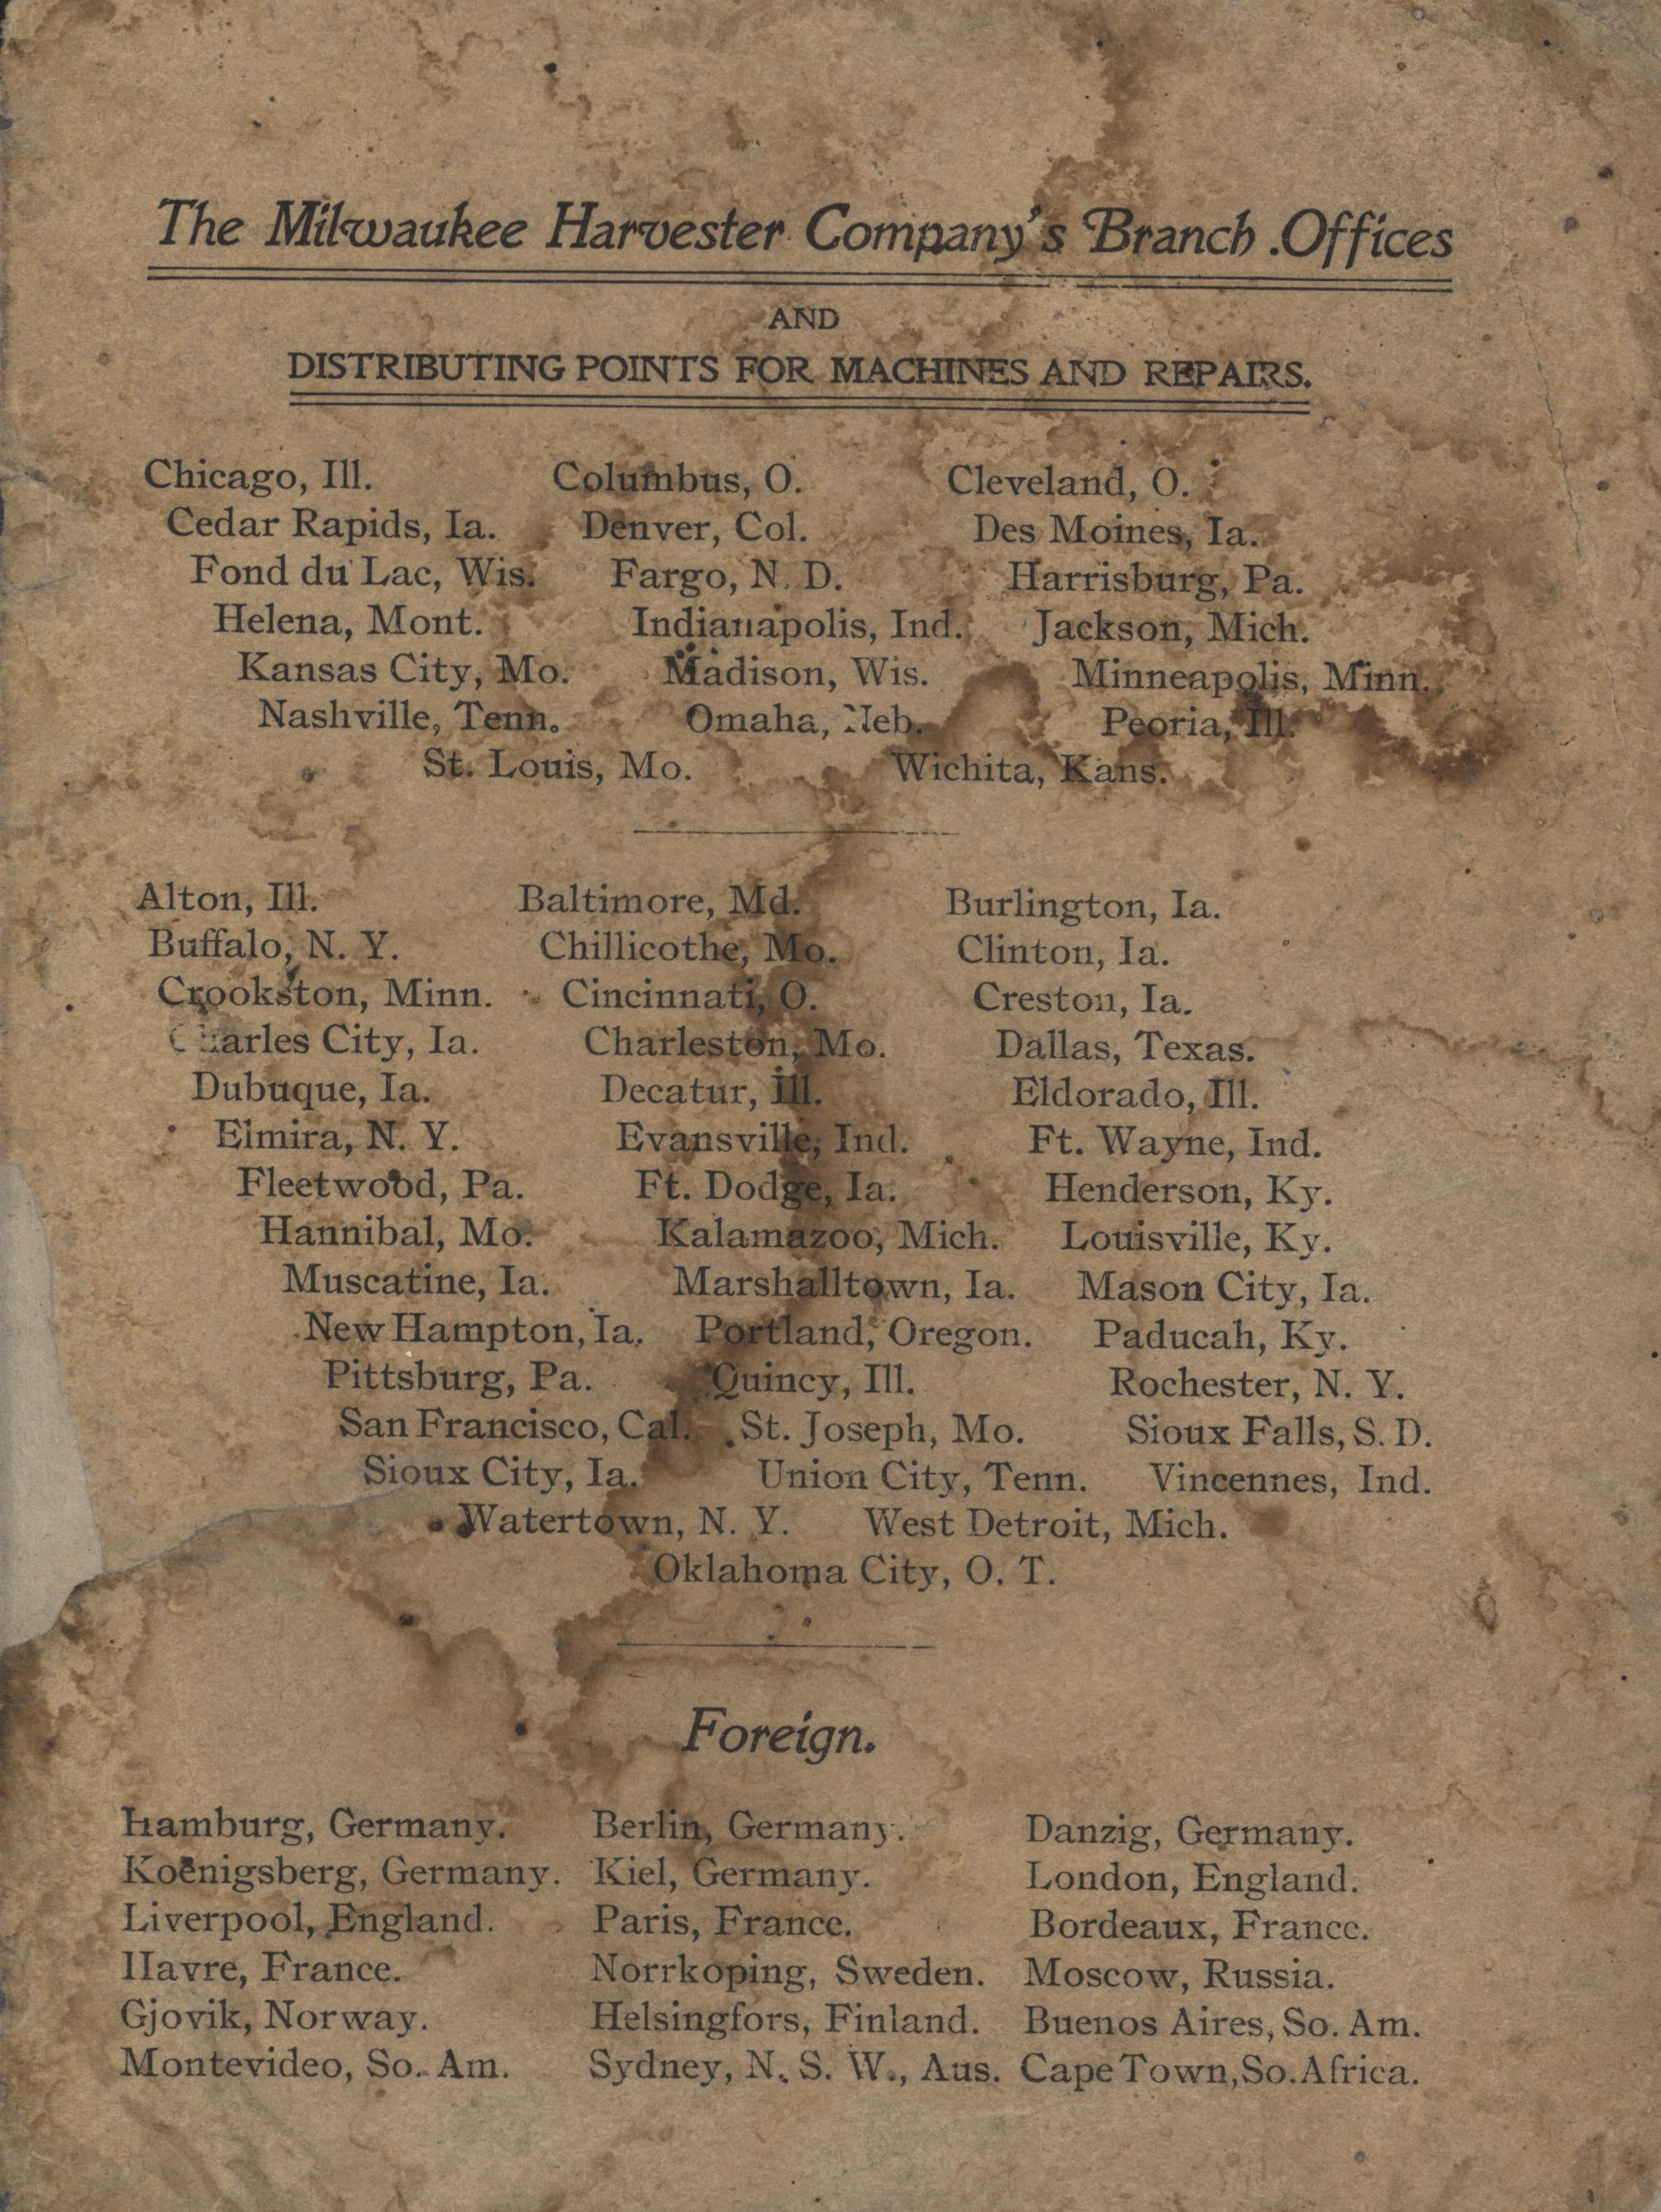 The Milwaukee Harvester Company's Branch Offices
AND
DISTRIBUTING POINTS FOR MACHINES AND REPAIRS.
Chicago, Ill. Columbus, O. Cleveland, O.
Cedar Rapids, Ia. Denver, Col. Des Moines, Ia.
Fond du Lac, Wis. Fargo, N. D. Harrisburg, Pa.
Helena, Mont. Indianapolis, Ind. Jackson, Mich.
Kansas City, Mo. Madison, Wis. Minneapolis, Minn.
Nashville, Tenn. Omaha, Neb. Peoria, Ill.
St. Louis, Mo. Wichita, Kans.
Alton, Ill. Baltimore, Md. Burlington, Ia.
Buffalo, N. Y. Chillicothe, Mo. Clinton, Ia.
Crookston, Minn. Cincinnati, O. Creston, Ia.
Charles City, Ia. Charleston, Mo. Dallas, Texas.
Dubuque, Ia. Decatur, Ill. Eldorado, Ill.
Elmira, N. Y. Evansville, Ind. Ft. Wayne, Ind.
Fleetwood, Pa. Ft. Dodge, Ia. Henderson, Ky.
Hannibal, Mo. Kalamazoo, Mich. Louisville, Ky.
Muscatine, Ia. Marshalltown, Ia. Mason City, Ia.
New Hampton, Ia. Portland, Oregon. Paducah, Ky.
Pittsburg, Pa. Quincy, Ill. Rochester, N. Y.
San Francisco, Cal. St. Joseph, Mo. Sioux Falls, S. D.
Sioux City, Ia. Union City, Tenn. Vincennes, Ind.
Watertown, N. Y. West Detroit, Mich.
Oklahoma City, O. T.
Foreign.
Hamburg, Germany. Berlin, Germany. Danzig, Germany.
Koenigsberg, Germany. Kiel, Germany. London, England.
Liverpool, England. Paris, France. Bordeaux, France.
Havre, France. Norrkoping, Sweden. Moscow, Russia.
Gjovik, Norway. Helsingfors, Finland. Buenos Aires, So. Am.
Montevideo, So. Am. Sydney, N. S. W., Aus. Cape Town, So. Africa.